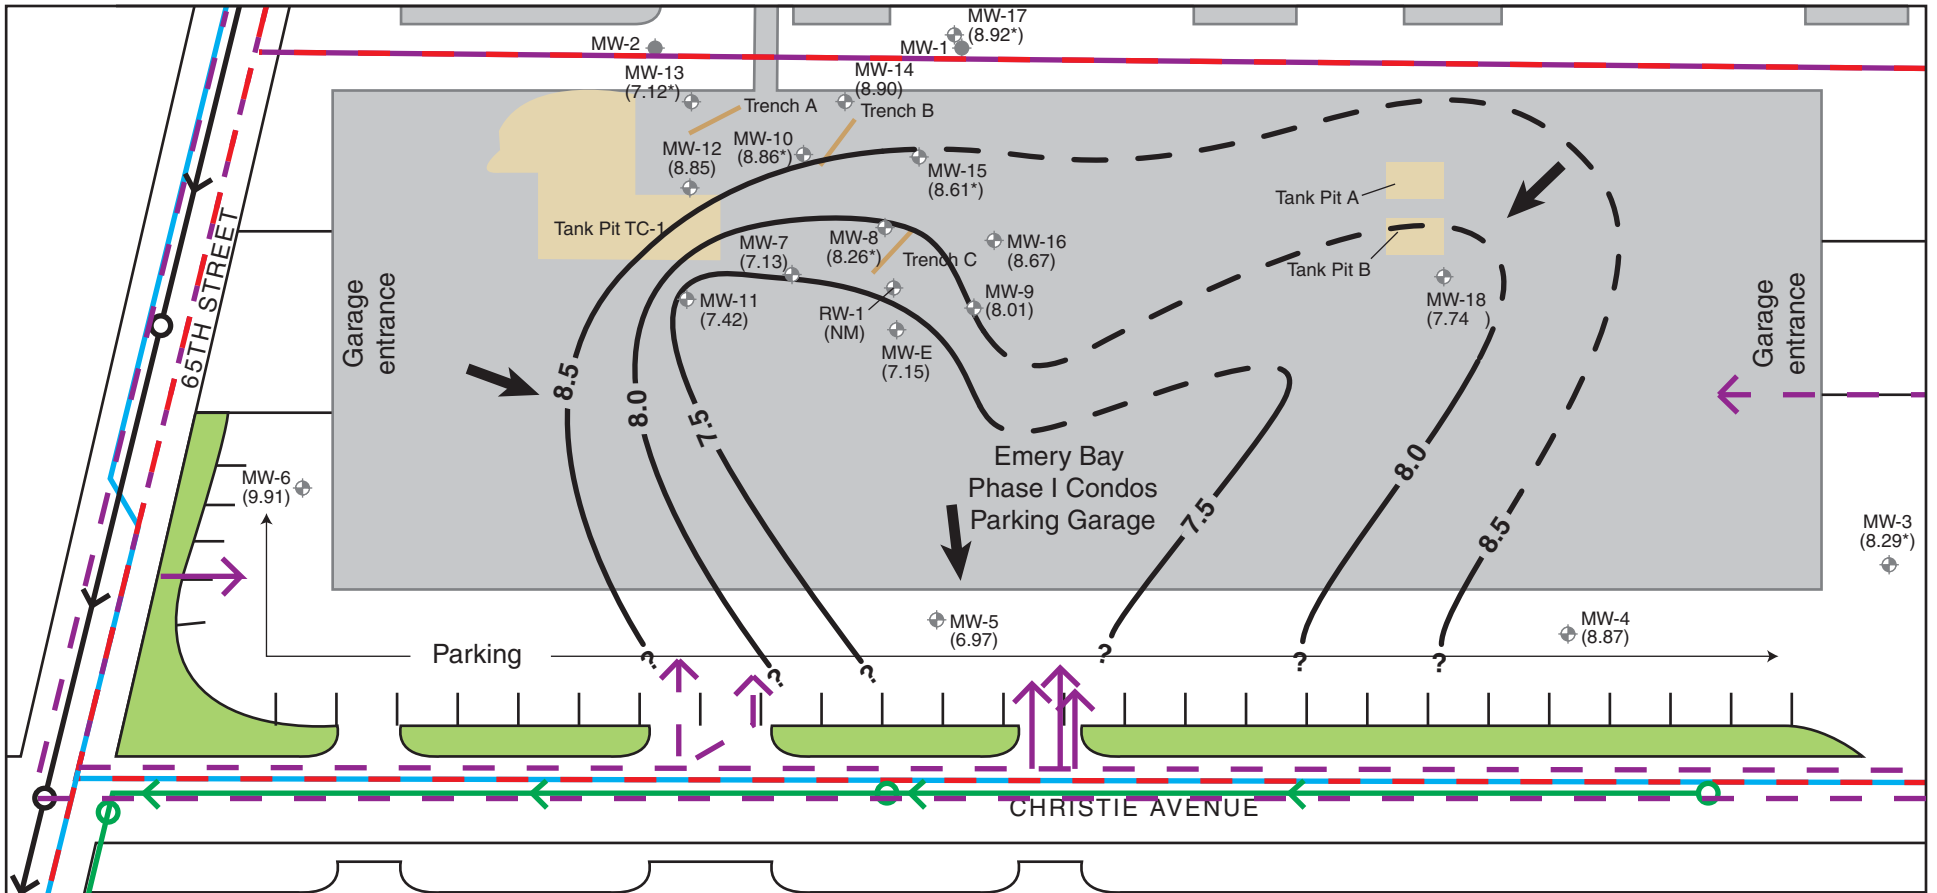 MW-17
(8.92*)
MW-2
MW-1
MW-13
(7.12*)
MW-14
(8.90)
Trench A
Trench B
MW-12
(8.85)
MW-10
(8.86*)
MW-15
(8.61*)
Tank Pit A
Tank Pit TC-1
MW-7
(7.13)
MW-8
(8.26*)
Trench C
MW-16
(8.67)
Tank Pit B
MW-11
(7.42)
RW-1
(NM)
MW-9
(8.01)
MW-18
(7.74 )
MW-E
(7.15)
65TH STREET
Garage
entrance
Garage
entrance
8.5
8.0
7.5
Emery Bay
Phase I Condos
Parking Garage
7.5
8.0
8.5
MW-6
(9.91)
MW-3
(8.29*)
MW-5
(6.97)
MW-4
(8.87)
Parking
?
?
?
?
?
?
CHRISTIE AVENUE